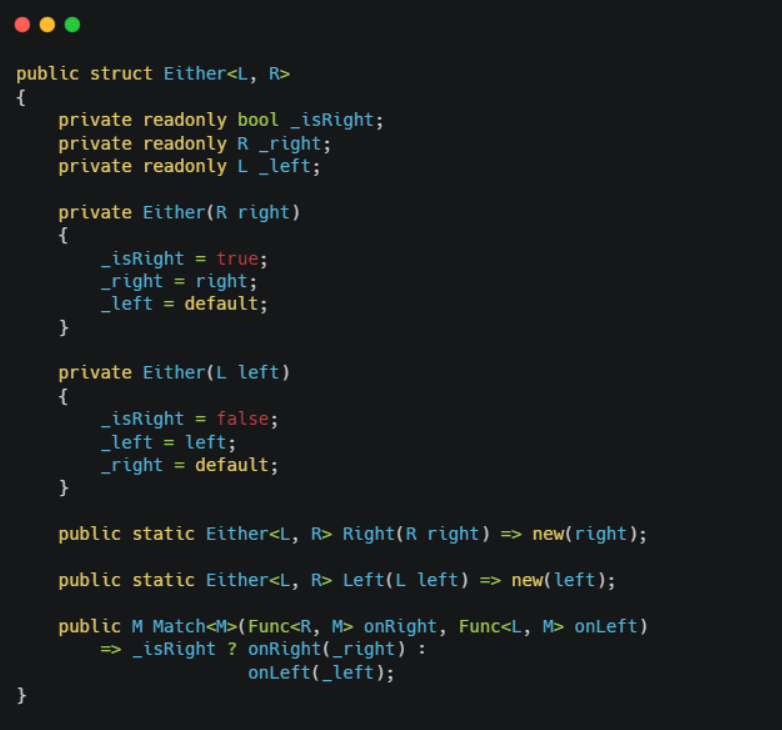 public struct Either<L, R>
{
    private readonly bool _isRight;
    private readonly R _right;
    private readonly L _left;

    private Either(R right)
    {
        _isRight = true;
        _right = right;
        _left = default;
    }

    private Either(L left)
    {
        _isRight = false;
        _left = left;
        _right = default;
    }

    public static Either<L, R> Right(R right) => new(right);

    public static Either<L, R> Left(L left) => new(left);

    public M Match<M>(Func<R, M> onRight, Func<L, M> onLeft)
        => _isRight ? onRight(_right) :
                      onLeft(_left);
}